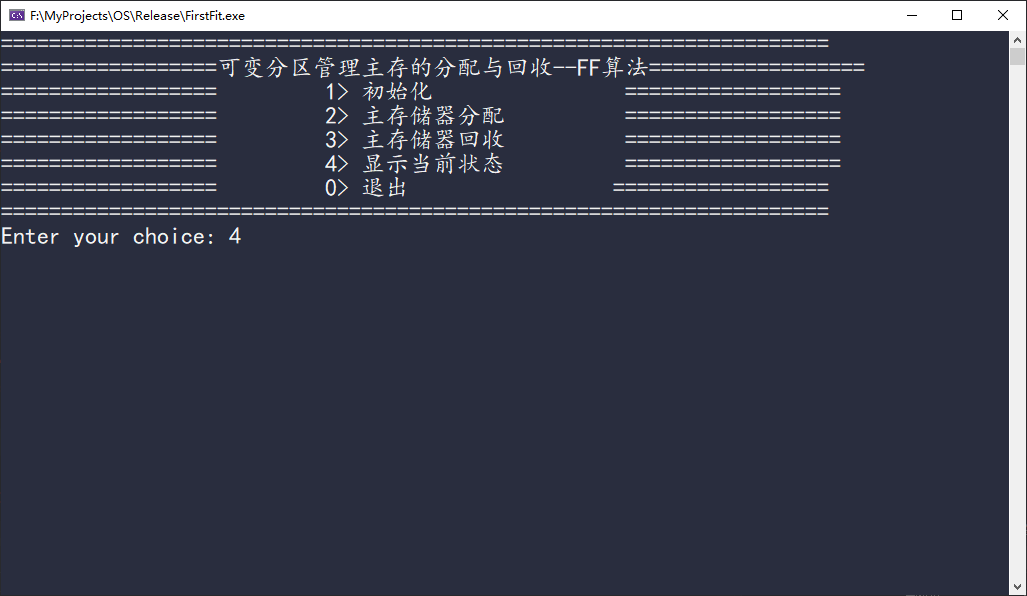 F:\MyProjects\OS\Release\FirstFit.exe
=====================================================================
==================可变分区管理主存的分配与回收--FF算法==================
==================         1> 初始化                ==================
==================         2> 主存储器分配          ==================
==================         3> 主存储器回收          ==================
==================         4> 显示当前状态          ==================
==================         0> 退出                 ==================
=====================================================================
Enter your choice: 4